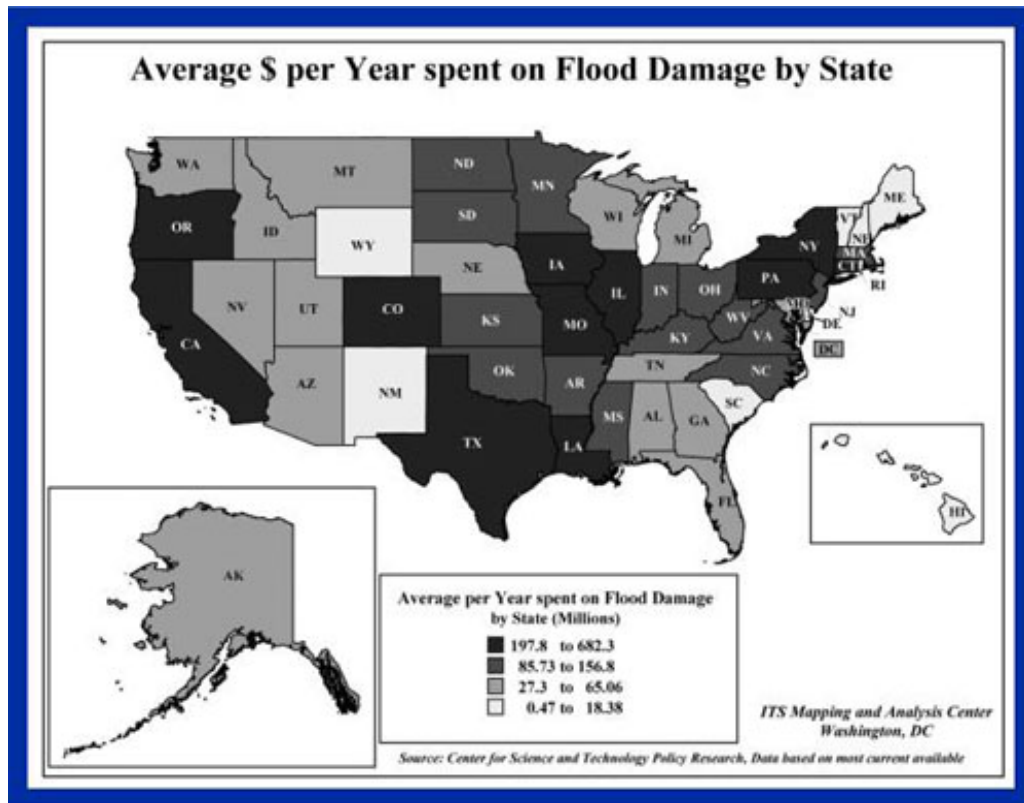 Average $ per Year spent on Flood Damage by State
WA
MT
ND
MN
ME
OR
ID
SD
WI
VT
NH
WY
MI
NY
MA
CT
RI
IA
NE
PA
NV
UT
CO
IL
IN
OH
NJ
MD
DE
CA
KS
MO
WV
VA
KY
DC
AZ
NM
OK
AR
TN
NC
SC
TX
LA
MS
AL
GA
FL
HI
AK
Average per Year spent on Flood Damage
by State (Millions)
197.8 to 682.3
85.73 to 156.8
27.3 to 65.06
0.47 to 18.38
ITS Mapping and Analysis Center
Washington, DC
Source: Center for Science and Technology Policy Research, Data based on most current available